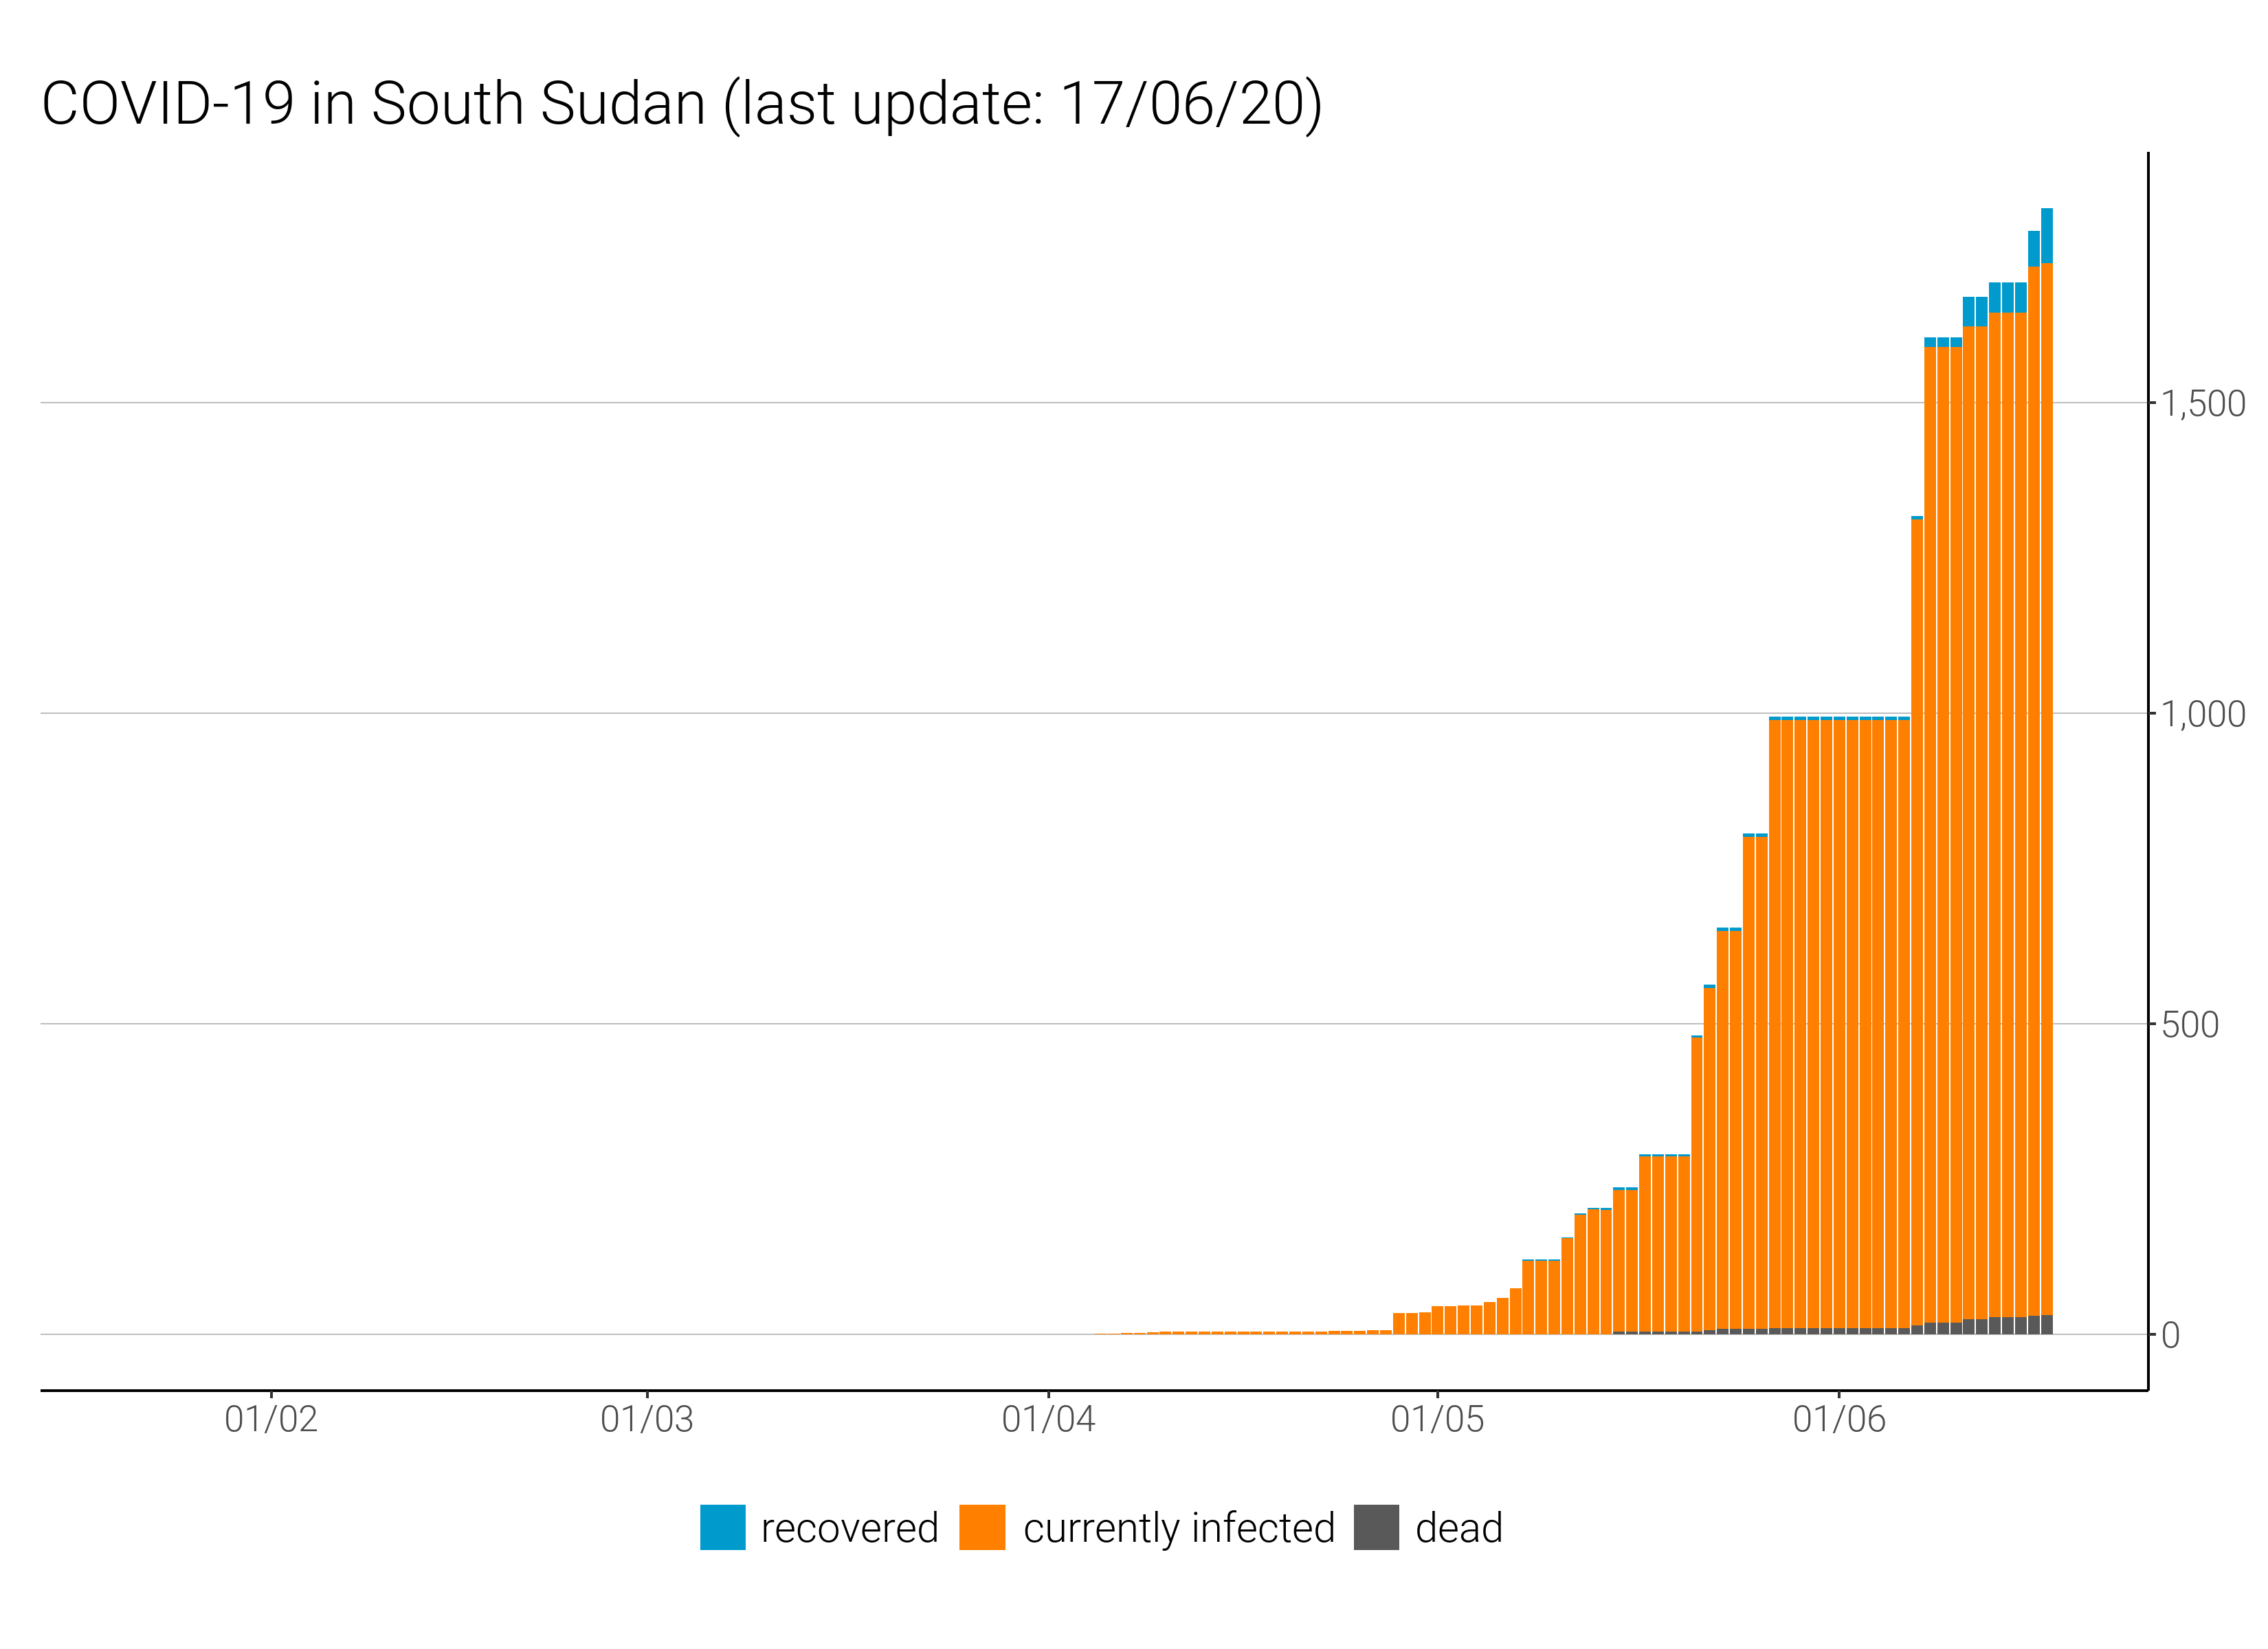 COVID-19 in South Sudan (last update: 17/06/20)
1,500
1,000
500
0
01/02 01/03 01/04 01/05 01/06
recovered currently infected dead